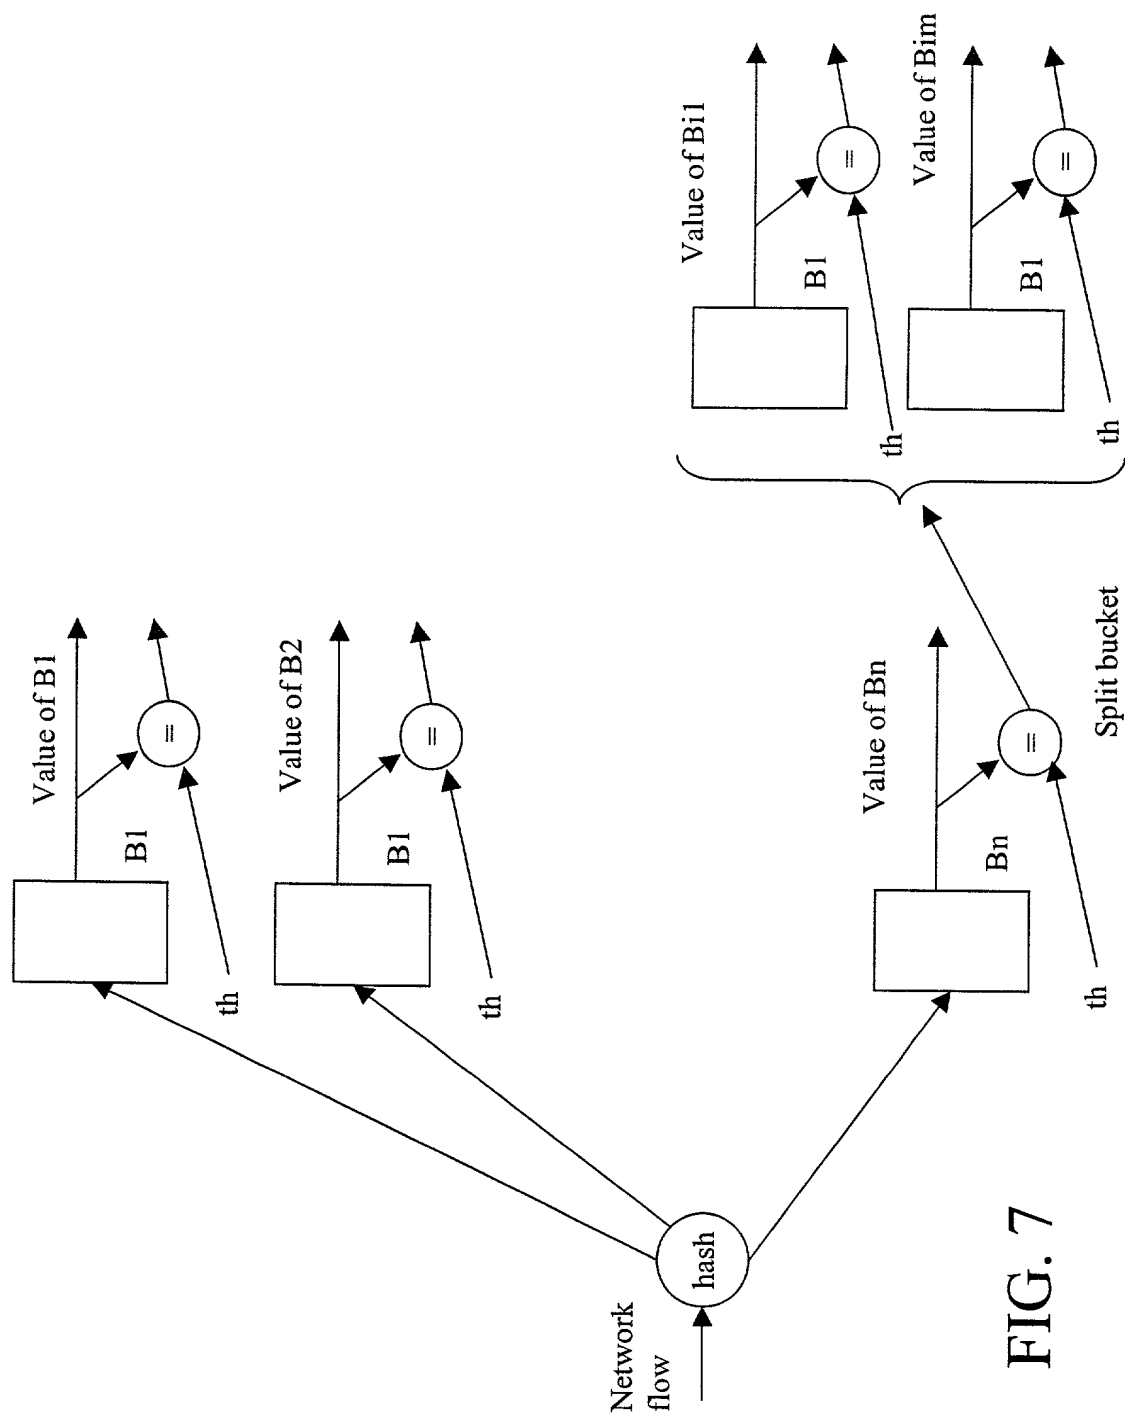 Network
flow
hash
Value of B1
B1
=
th
Value of B2
B1
=
th
Value of Bn
Bn
=
th
Split bucket
Value of Bi1
B1
=
th
Value of Bim
B1
=
th
FIG. 7